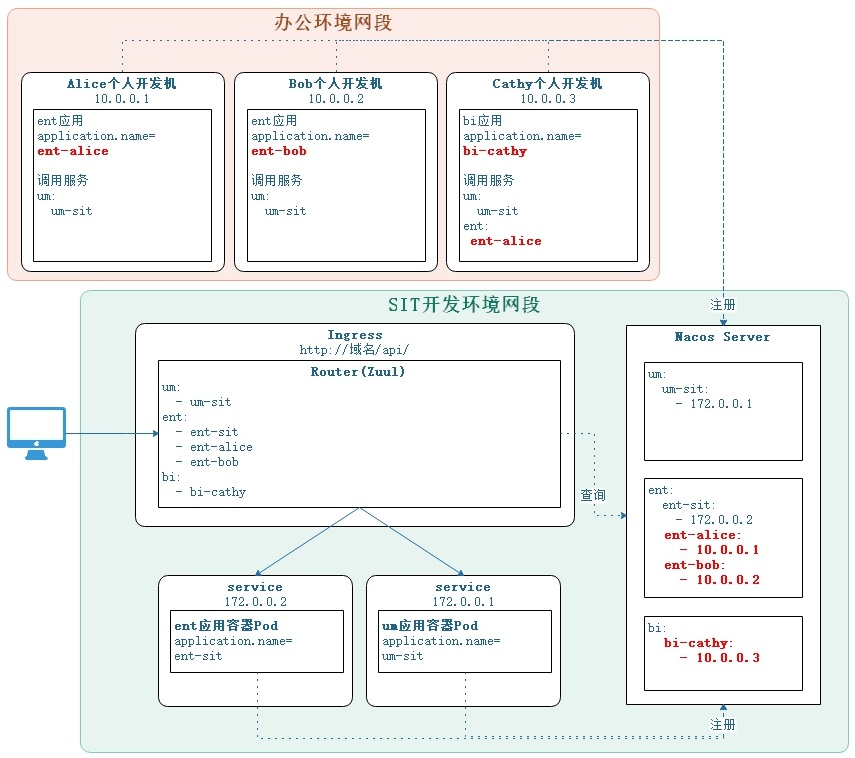 办公环境网段
Alice个人开发机
10.0.0.1
ent应用
application.name=
ent-alice
调用服务
um:
um-sit
Bob个人开发机
10.0.0.2
ent应用
application.name=
ent-bob
调用服务
um:
um-sit
Cathy个人开发机
10.0.0.3
bi应用
application.name=
bi-cathy
调用服务
um:
um-sit
ent:
ent-alice
SIT开发环境网段
注册
Ingress
http://域名/api/
Router(Zuul)
um:
- um-sit
ent:
- ent-sit
- ent-alice
- ent-bob
bi:
- bi-cathy
查询
Nacos Server
um:
um-sit:
- 172.0.0.1
ent:
ent-sit:
- 172.0.0.2
ent-alice:
- 10.0.0.1
ent-bob:
- 10.0.0.2
bi:
bi-cathy:
- 10.0.0.3
service
172.0.0.2
ent应用容器Pod
application.name=
ent-sit
service
172.0.0.1
um应用容器Pod
application.name=
um-sit
注册